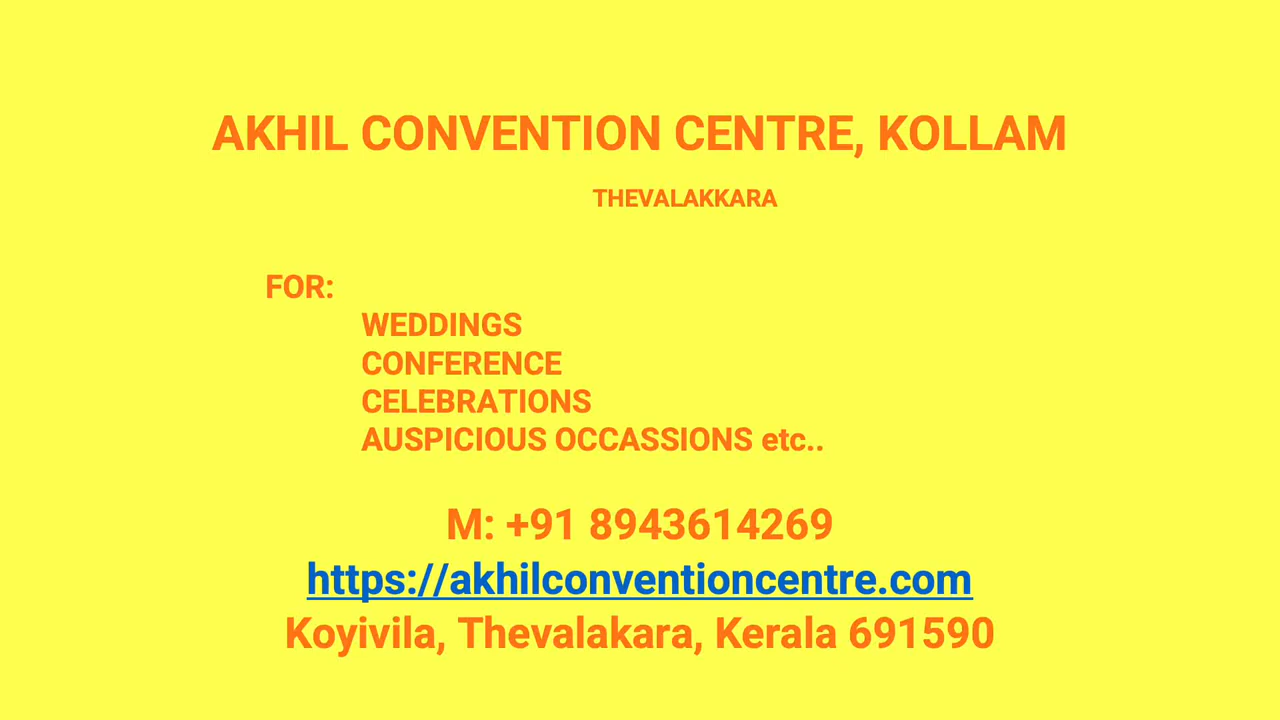 AKHIL CONVENTION CENTRE, KOLLAM
THEVALAKKARA
FOR:
WEDDINGS
CONFERENCE
CELEBRATIONS
AUSPICIOUS OCCASSIONS etc..
M: +91 8943614269
https://akhilconventioncentre.com
Koyivila, Thevalakara, Kerala 691590